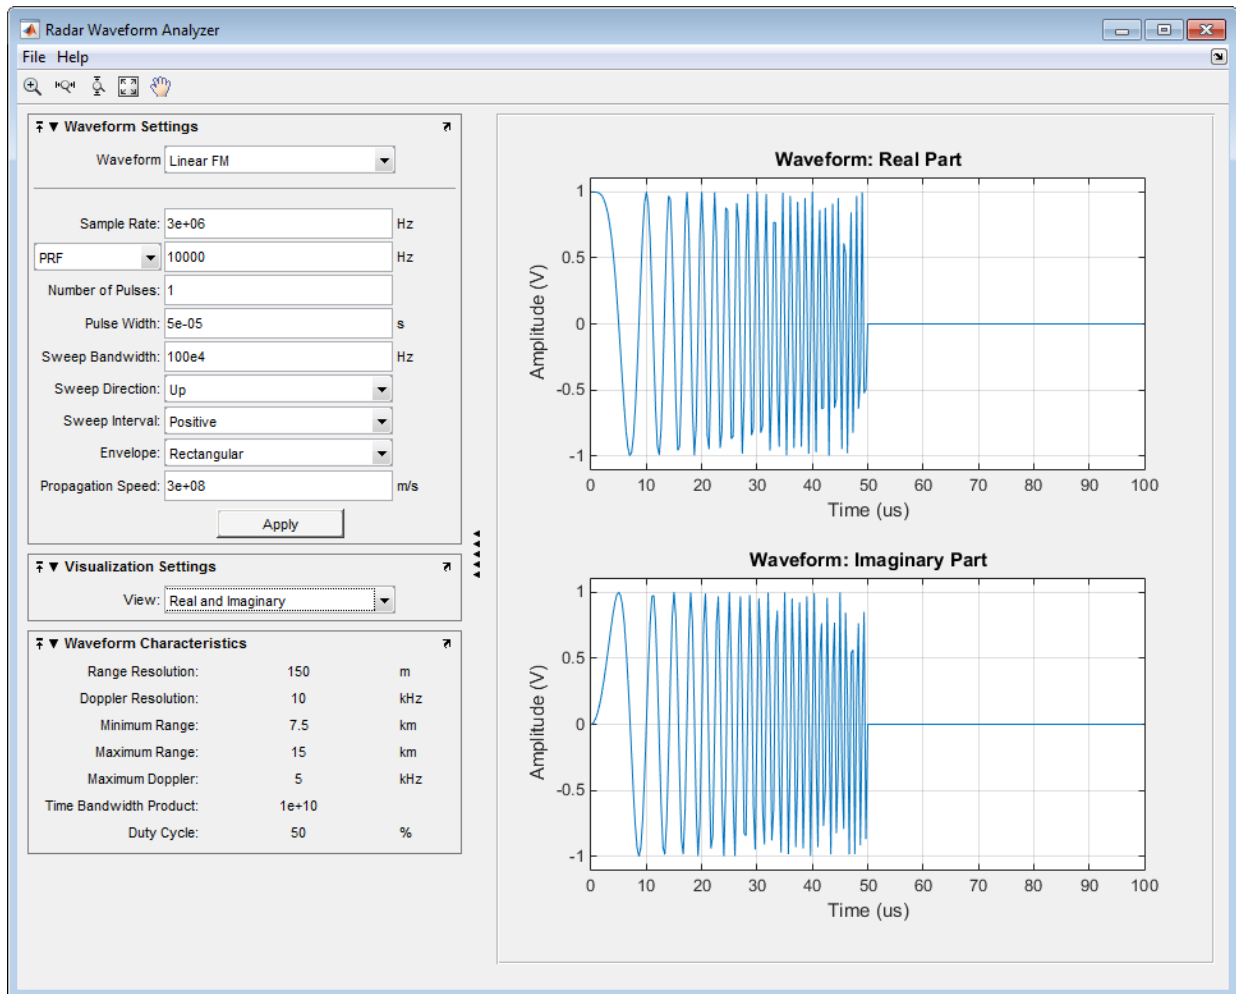 Radar Waveform Analyzer
File Help
Waveform Settings
Waveform Linear FM
Sample Rate: 3e+06 Hz
PRF 10000 Hz
Number of Pulses: 1
Pulse Width: 5e-05 s
Sweep Bandwidth: 100e4 Hz
Sweep Direction: Up
Sweep Interval: Positive
Envelope: Rectangular
Propagation Speed: 3e+08 m/s
Apply
Visualization Settings
View: Real and Imaginary
Waveform Characteristics
Range Resolution: 150 m
Doppler Resolution: 10 kHz
Minimum Range: 7.5 km
Maximum Range: 15 km
Maximum Doppler: 5 kHz
Time Bandwidth Product: 1e+10
Duty Cycle: 50 %
Waveform: Real Part
1
0.5
0
-0.5
-1
Amplitude (V)
0 10 20 30 40 50 60 70 80 90 100
Time (us)
Waveform: Imaginary Part
1
0.5
0
-0.5
-1
Amplitude (V)
0 10 20 30 40 50 60 70 80 90 100
Time (us)